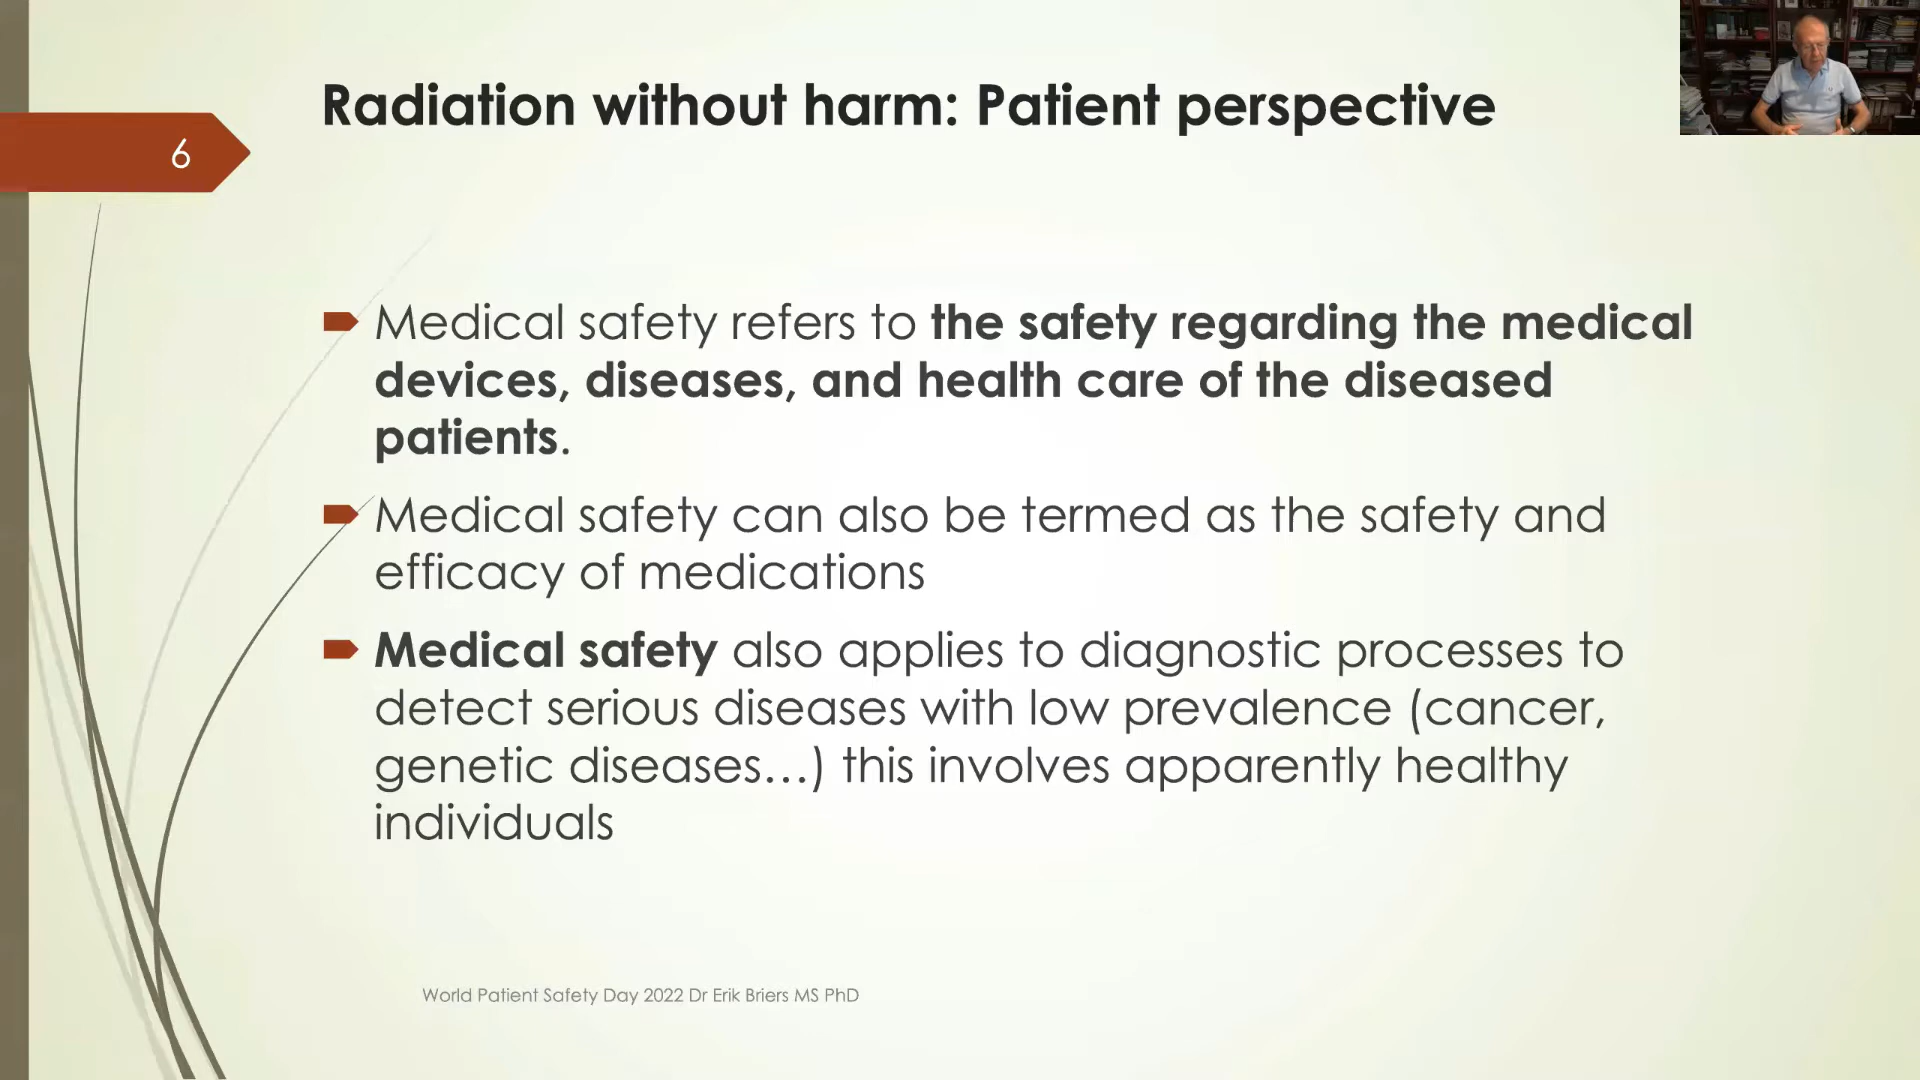 Radiation without harm: Patient perspective
6
Medical safety refers to the safety regarding the medical
devices, diseases, and health care of the diseased
patients.
Medical safety can also be termed as the safety and
efficacy of medications
Medical safety also applies to diagnostic processes to
detect serious diseases with low prevalence (cancer,
genetic diseases...) this involves apparently healthy
individuals
World Patient Safety Day 2022 Dr Erik Briers MS PhD